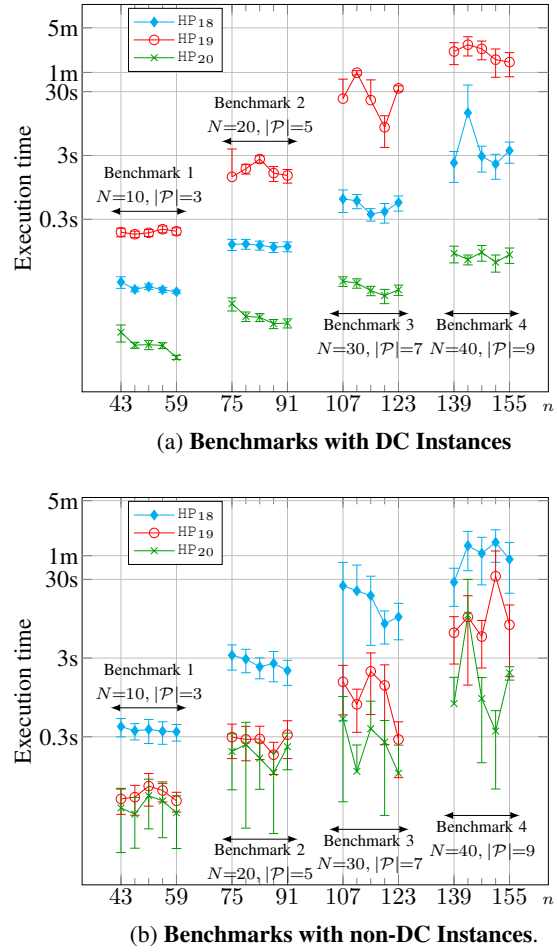 5m
1m
30s
3s
0.3s
Execution time
HP18
HP19
HP20
Benchmark 1
N=10, |P|=3
Benchmark 2
N=20, |P|=5
Benchmark 3
N=30, |P|=7
Benchmark 4
N=40, |P|=9
43 59 75 91 107 123 139 155 n
(a) Benchmarks with DC Instances
5m
1m
30s
3s
0.3s
Execution time
HP18
HP19
HP20
Benchmark 1
N=10, |P|=3
Benchmark 2
N=20, |P|=5
Benchmark 3
N=30, |P|=7
Benchmark 4
N=40, |P|=9
43 59 75 91 107 123 139 155 n
(b) Benchmarks with non-DC Instances.